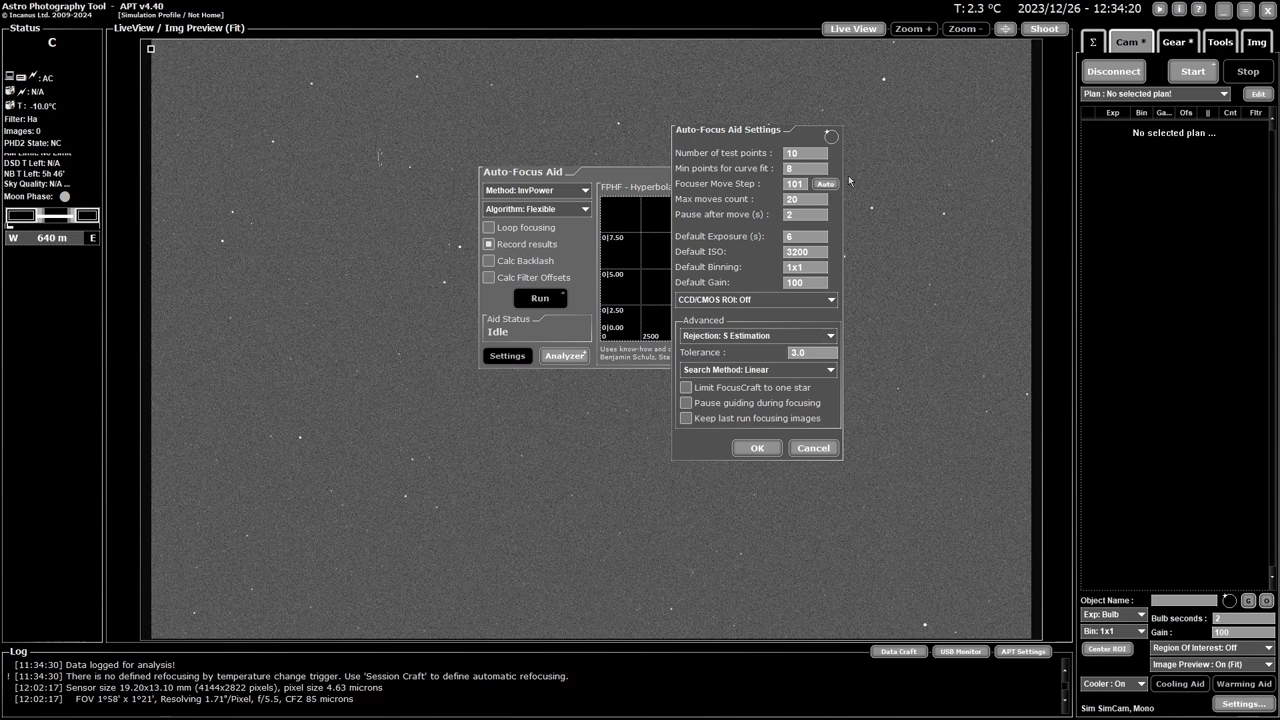 Astro Photography Tool - APT v4.40
© Incanus Ltd. 2009-2024 [Simulation Profile / Not Home]
T: 2.3 ºC 2023/12/26 - 12:34:20
Status
C
: AC
: N/A
T : -10.0°C
Filter: Ha
Images: 0
PHD2 State: NC
DSD T Left: N/A
NB T Left: 5h 46'
Sky Quality: N/A ...
Moon Phase:
W 640 m E
LiveView / Img Preview (Fit)
Live View Zoom + Zoom - Shoot
Auto-Focus Aid
Method: InvPower
Algorithm: Flexible
Loop focusing
Record results
Calc Backlash
Calc Filter Offsets
Run
Aid Status
Idle
Settings Analyzer
FPHF - Hyperbola
0|7.50
0|5.00
0|2.50
0|0.00
0 2500
Uses know-how and
Benjamin Schulz, Ste
Auto-Focus Aid Settings
Number of test points : 10
Min points for curve fit : 8
Focuser Move Step : 101 Auto
Max moves count : 20
Pause after move (s) : 2
Default Exposure (s): 6
Default ISO: 3200
Default Binning: 1x1
Default Gain: 100
CCD/CMOS ROI: Off
Advanced
Rejection: S Estimation
Tolerance : 3.0
Search Method: Linear
Limit FocusCraft to one star
Pause guiding during focusing
Keep last run focusing images
OK Cancel
Σ Cam * Gear * Tools Img
Disconnect Start Stop
Plan : No selected plan! Edit
Exp Bin Ga... Ofs || Cnt Fltr
No selected plan ...
Object Name : G O
Exp: Bulb Bulb seconds : 2
Bin: 1x1 Gain : 100
Center ROI Region Of Interest: Off
Image Preview : On (Fit)
Cooler : On Cooling Aid Warming Aid
Sim SimCam, Mono Settings...
Log
Data Craft USB Monitor APT Settings
[11:34:30] Data logged for analysis!
! [11:34:30] There is no defined refocusing by temperature change trigger. Use 'Session Craft' to define automatic refocusing.
[12:02:17] Sensor size 19.20x13.10 mm (4144x2822 pixels), pixel size 4.63 microns
[12:02:17] FOV 1°58' x 1°21', Resolving 1.71"/Pixel, f/5.5, CFZ 85 microns